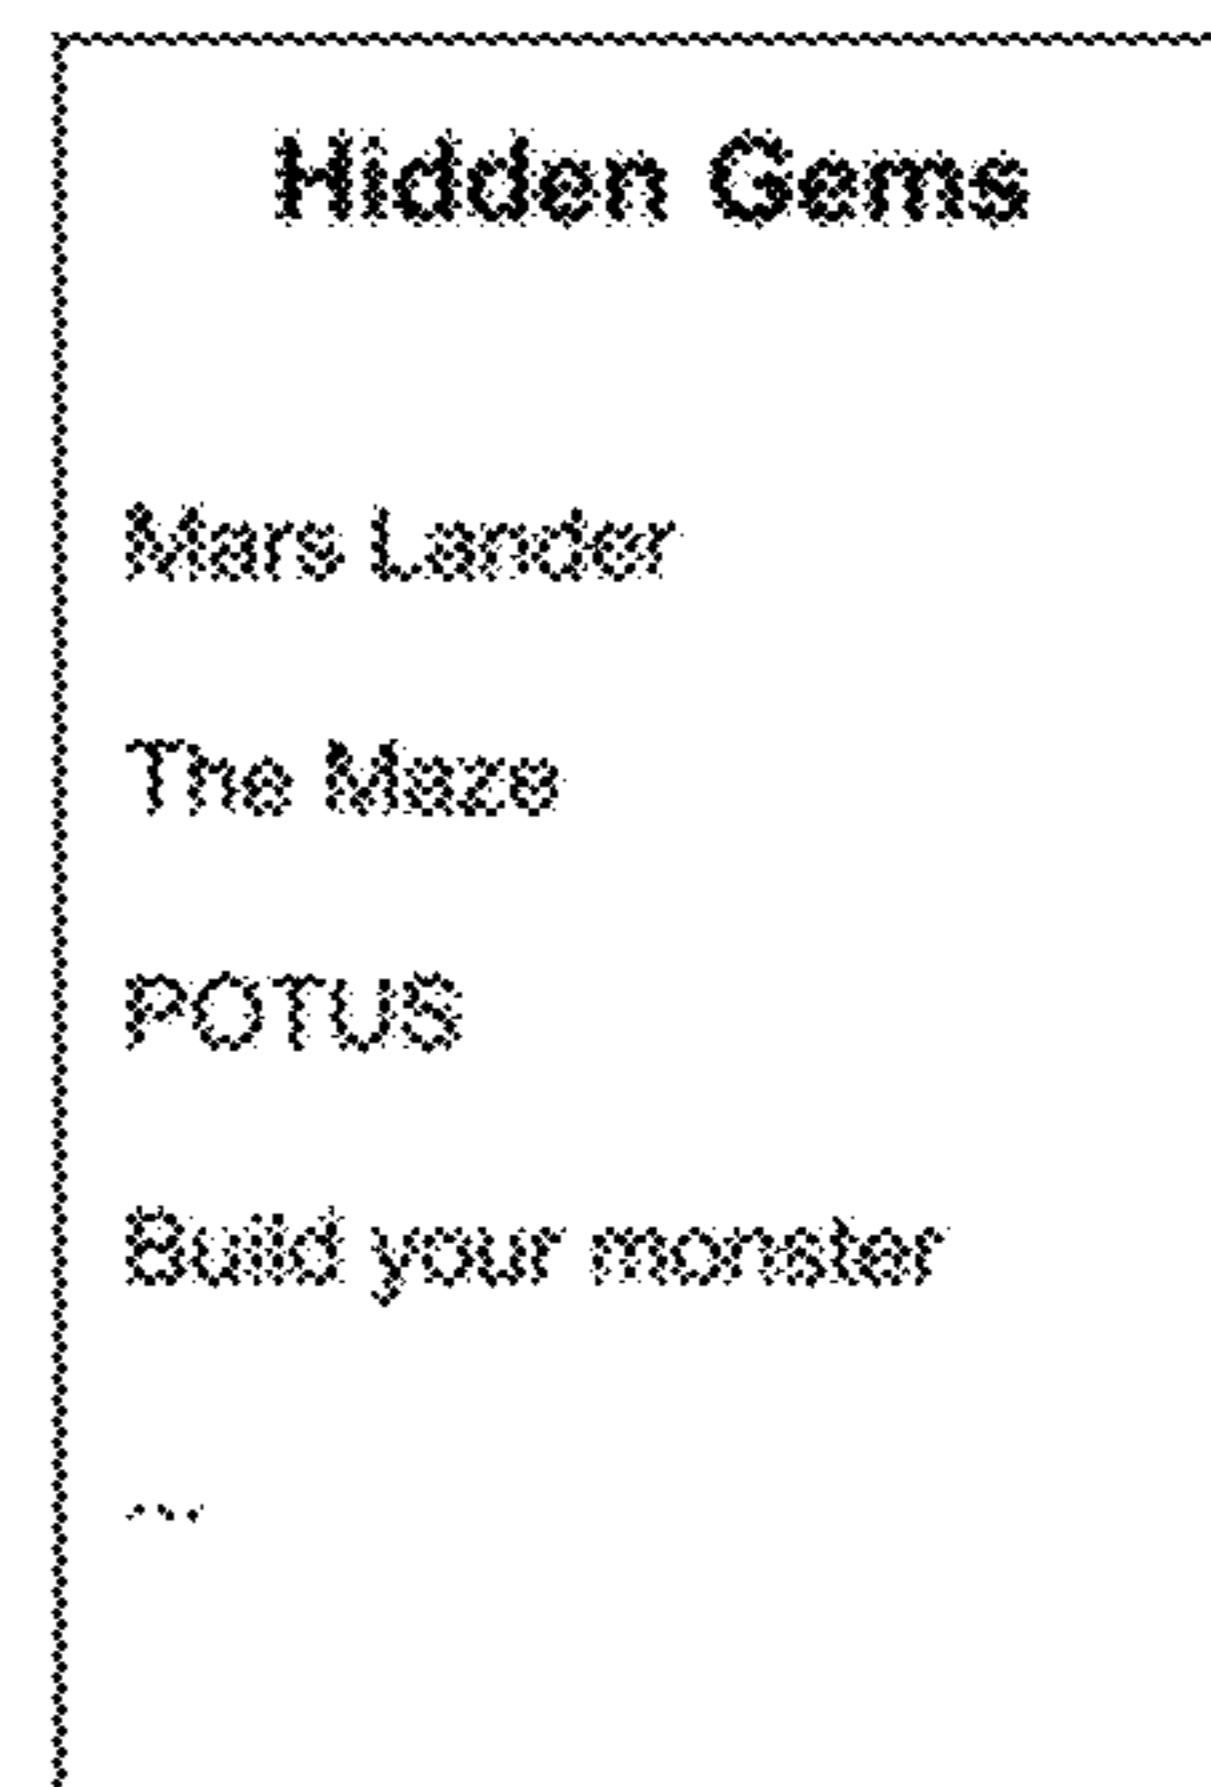 Hidden Gems
Mars Lander
The Maze
POTUS
Build your monster
...